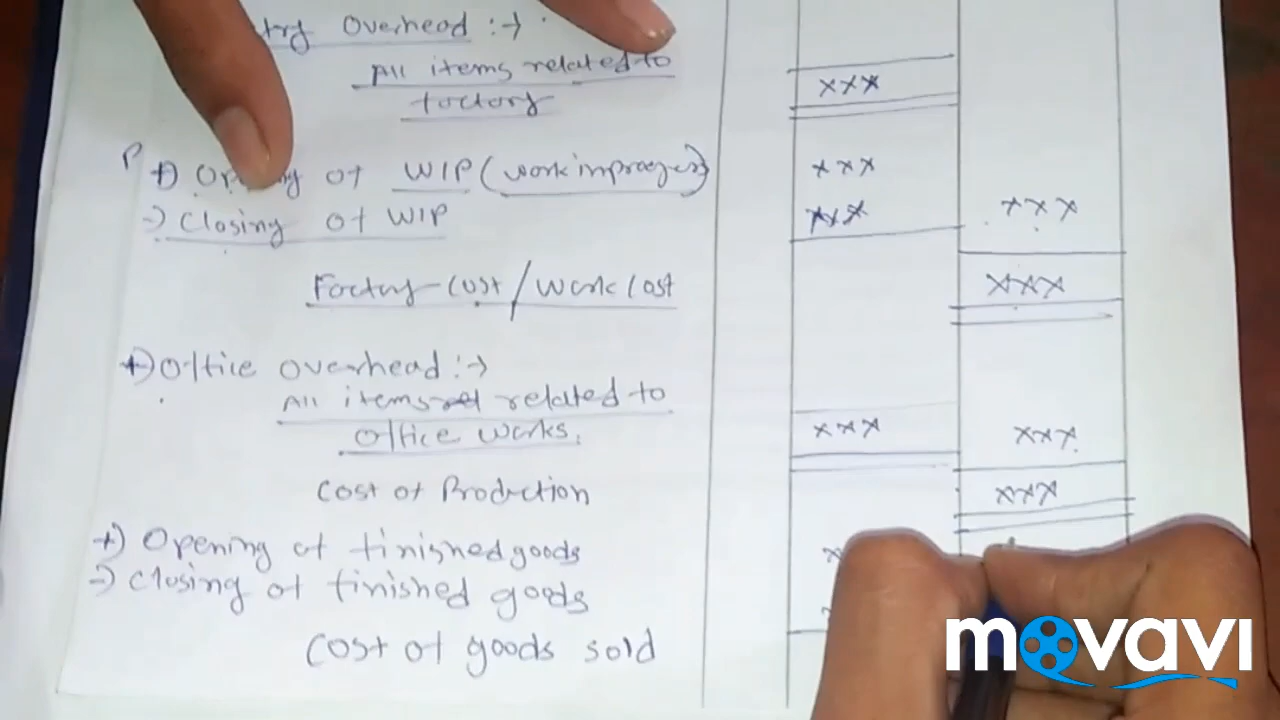 Overhead :→
All items related to
factory
+) Opening of WIP (work in progress) xxx
-) Closing of WIP xxx xxx
Factory cost / work cost xxx
xxx
+) Office overhead :→
All items related to
office works. xxx xxx
Cost of Production xxx
+) Opening of finished goods
-) Closing of finished goods
Cost of goods sold
movavi